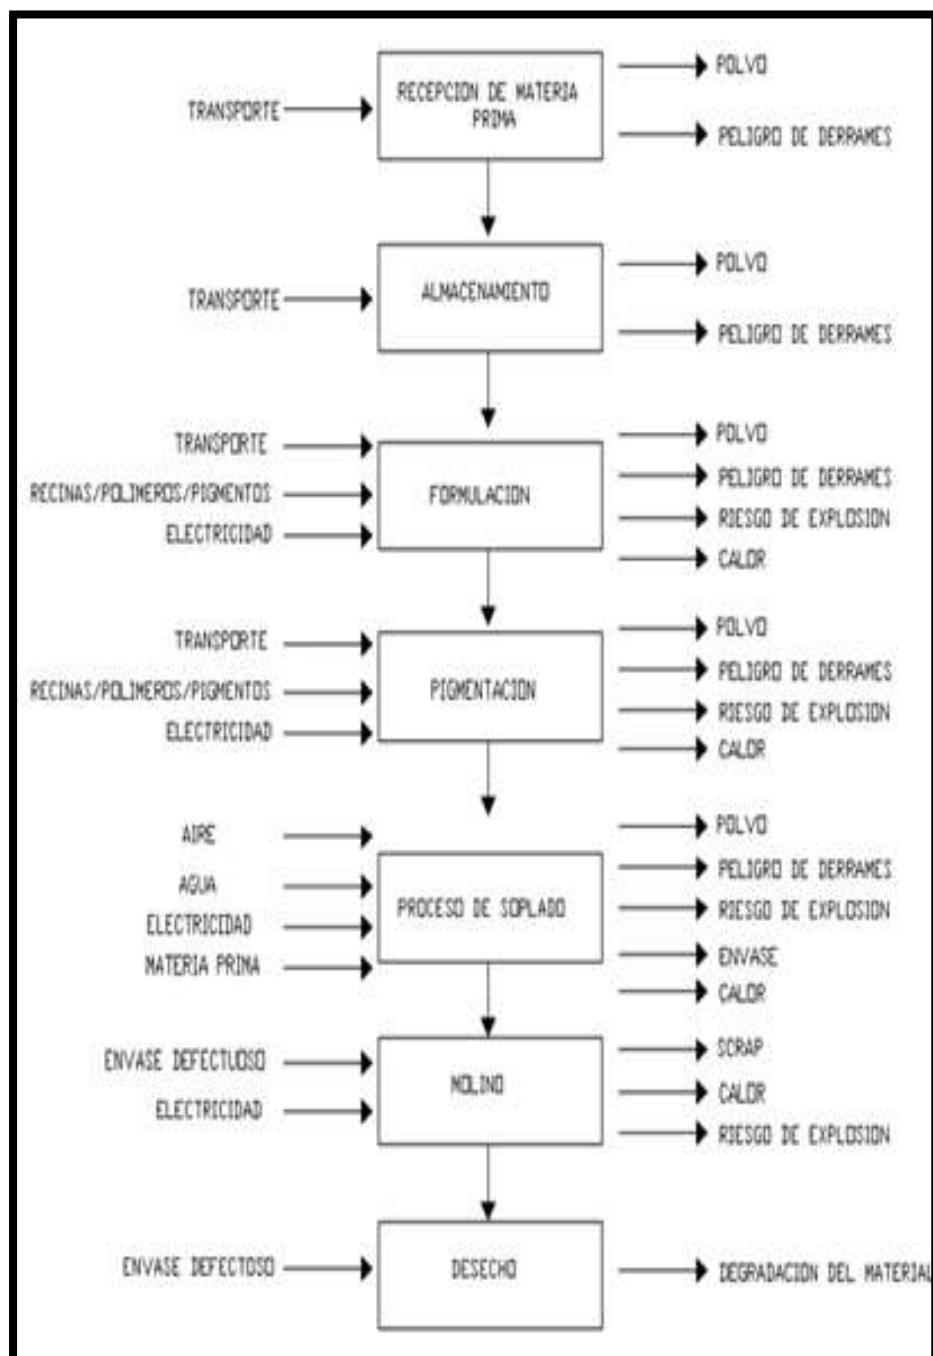 TRANSPORTE
RECEPCION DE MATERIA
PRIMA
POLVO
PELIGRO DE DERRAMES
TRANSPORTE
ALMACENAMIENTO
POLVO
PELIGRO DE DERRAMES
TRANSPORTE
RECINAS/POLIMEROS/PIGMENTOS
ELECTRICIDAD
FORMULACION
POLVO
PELIGRO DE DERRAMES
RIESGO DE EXPLOSION
CALOR
TRANSPORTE
RECINAS/POLIMEROS/PIGMENTOS
ELECTRICIDAD
PIGMENTACION
POLVO
PELIGRO DE DERRAMES
RIESGO DE EXPLOSION
CALOR
AIRE
AGUA
ELECTRICIDAD
MATERIA PRIMA
PROCESO DE SOPLADO
POLVO
PELIGRO DE DERRAMES
RIESGO DE EXPLOSION
ENVASE
CALOR
ENVASE DEFECTUOSO
ELECTRICIDAD
MOLINO
SCRAP
CALOR
RIESGO DE EXPLOSION
ENVASE DEFECTOSO
DESECHO
DEGRADACION DEL MATERIAL